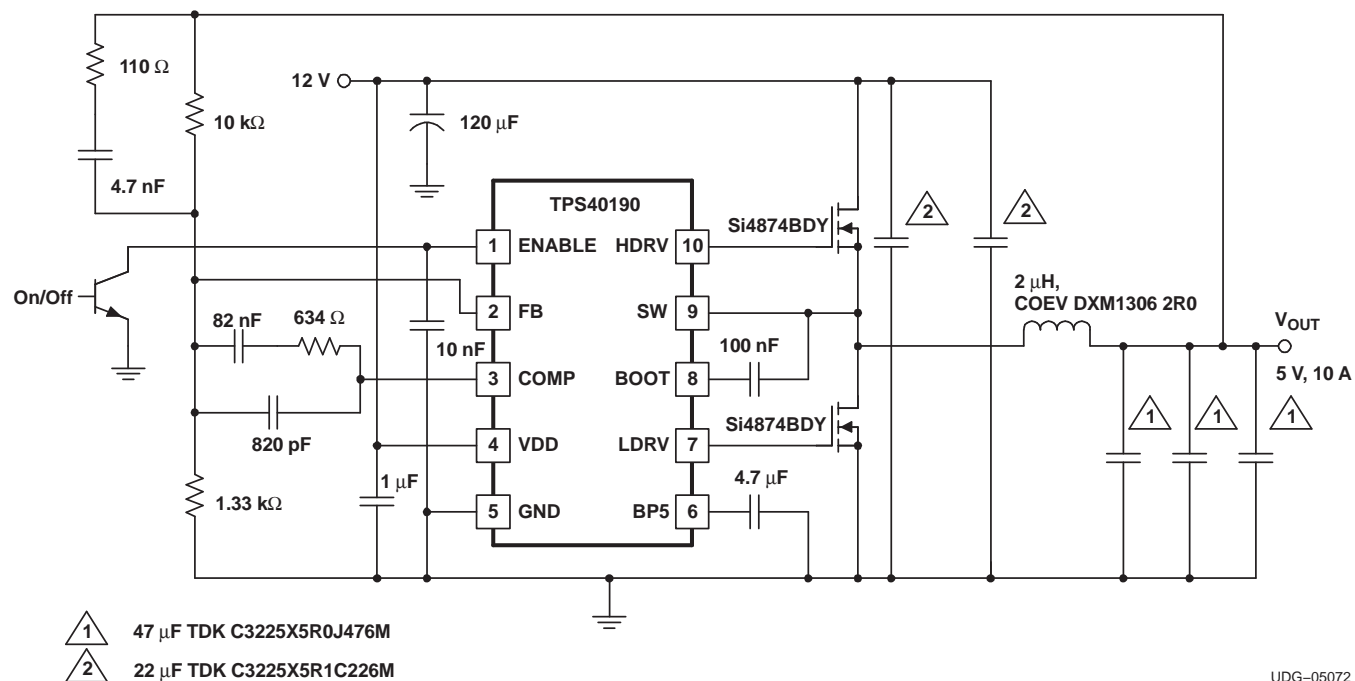 110 Ω
10 kΩ
4.7 nF
12 V
120 μF
TPS40190
1 ENABLE HDRV 10
2 FB SW 9
3 COMP BOOT 8
4 VDD LDRV 7
5 GND BP5 6
Si4874BDY
2
2
On/Off
82 nF
634 Ω
10 nF
820 pF
1.33 kΩ
1 μF
100 nF
Si4874BDY
4.7 μF
2 μH,
COEV DXM1306 2R0
VOUT
5 V, 10 A
1
1
1
1 47 μF TDK C3225X5R0J476M
2 22 μF TDK C3225X5R1C226M
UDG–05072